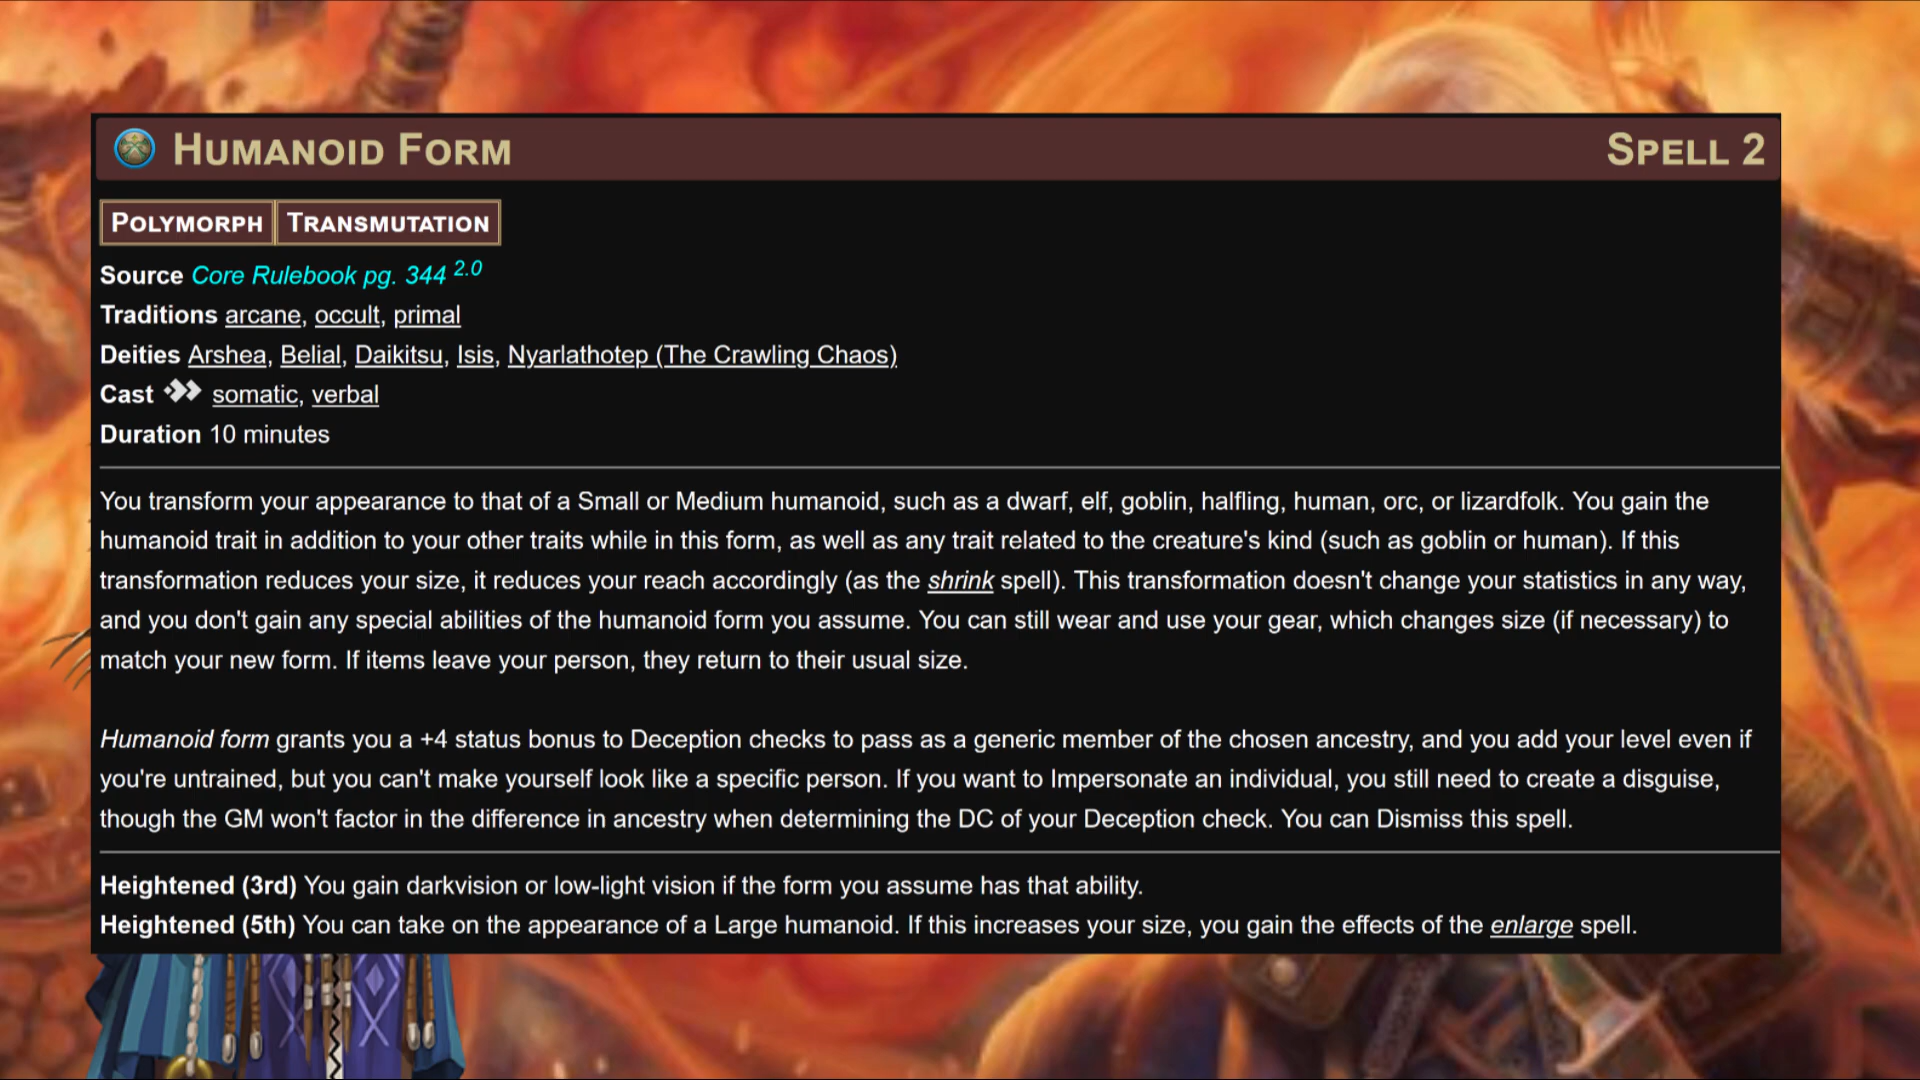 Humanoid Form Spell 2
Polymorph Transmutation
Source Core Rulebook pg. 344 2.0
Traditions arcane, occult, primal
Deities Arshea, Belial, Daikitsu, Isis, Nyarlathotep (The Crawling Chaos)
Cast somatic, verbal
Duration 10 minutes
You transform your appearance to that of a Small or Medium humanoid, such as a dwarf, elf, goblin, halfling, human, orc, or lizardfolk. You gain the
humanoid trait in addition to your other traits while in this form, as well as any trait related to the creature's kind (such as goblin or human). If this
transformation reduces your size, it reduces your reach accordingly (as the shrink spell). This transformation doesn't change your statistics in any way,
and you don't gain any special abilities of the humanoid form you assume. You can still wear and use your gear, which changes size (if necessary) to
match your new form. If items leave your person, they return to their usual size.
Humanoid form grants you a +4 status bonus to Deception checks to pass as a generic member of the chosen ancestry, and you add your level even if
you're untrained, but you can't make yourself look like a specific person. If you want to Impersonate an individual, you still need to create a disguise,
though the GM won't factor in the difference in ancestry when determining the DC of your Deception check. You can Dismiss this spell.
Heightened (3rd) You gain darkvision or low-light vision if the form you assume has that ability.
Heightened (5th) You can take on the appearance of a Large humanoid. If this increases your size, you gain the effects of the enlarge spell.